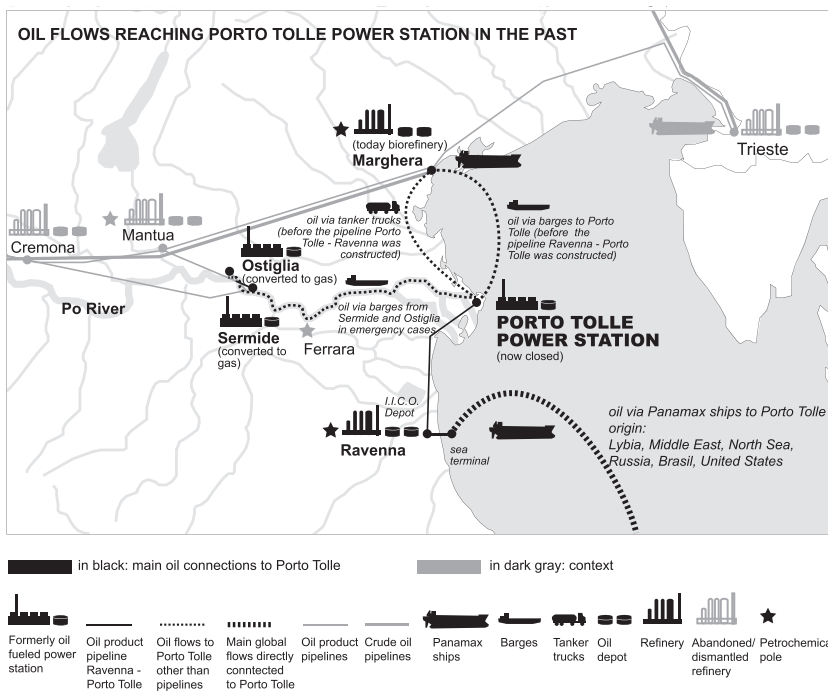 OIL FLOWS REACHING PORTO TOLLE POWER STATION IN THE PAST
(today biorefinery)
Marghera
Trieste
oil via tanker trucks
(before the pipeline Porto
Tolle - Ravenna was
constructed)
oil via barges to Porto
Tolle (before the
pipeline Ravenna - Porto
Tolle was constructed)
Cremona
Mantua
Ostiglia
(converted to gas)
Po River
oil via barges from
Sermide and Ostiglia
in emergency cases
Sermide
(converted to
gas)
Ferrara
PORTO TOLLE
POWER STATION
(now closed)
I.I.C.O.
Depot
Ravenna
sea
terminal
oil via Panamax ships to Porto Tolle
origin:
Lybia, Middle East, North Sea,
Russia, Brasil, United States
in black: main oil connections to Porto Tolle
in dark gray: context
Formerly oil
fueled power
station
Oil product
pipeline
Ravenna -
Porto Tolle
Oil flows to
Porto Tolle
other than
pipelines
Main global
flows directly
conntected
to Porto Tolle
Oil product
pipelines
Crude oil
pipelines
Panamax
ships
Barges
Tanker
trucks
Oil
depot
Refinery
Abandoned/
dismantled
refinery
Petrochemica
pole